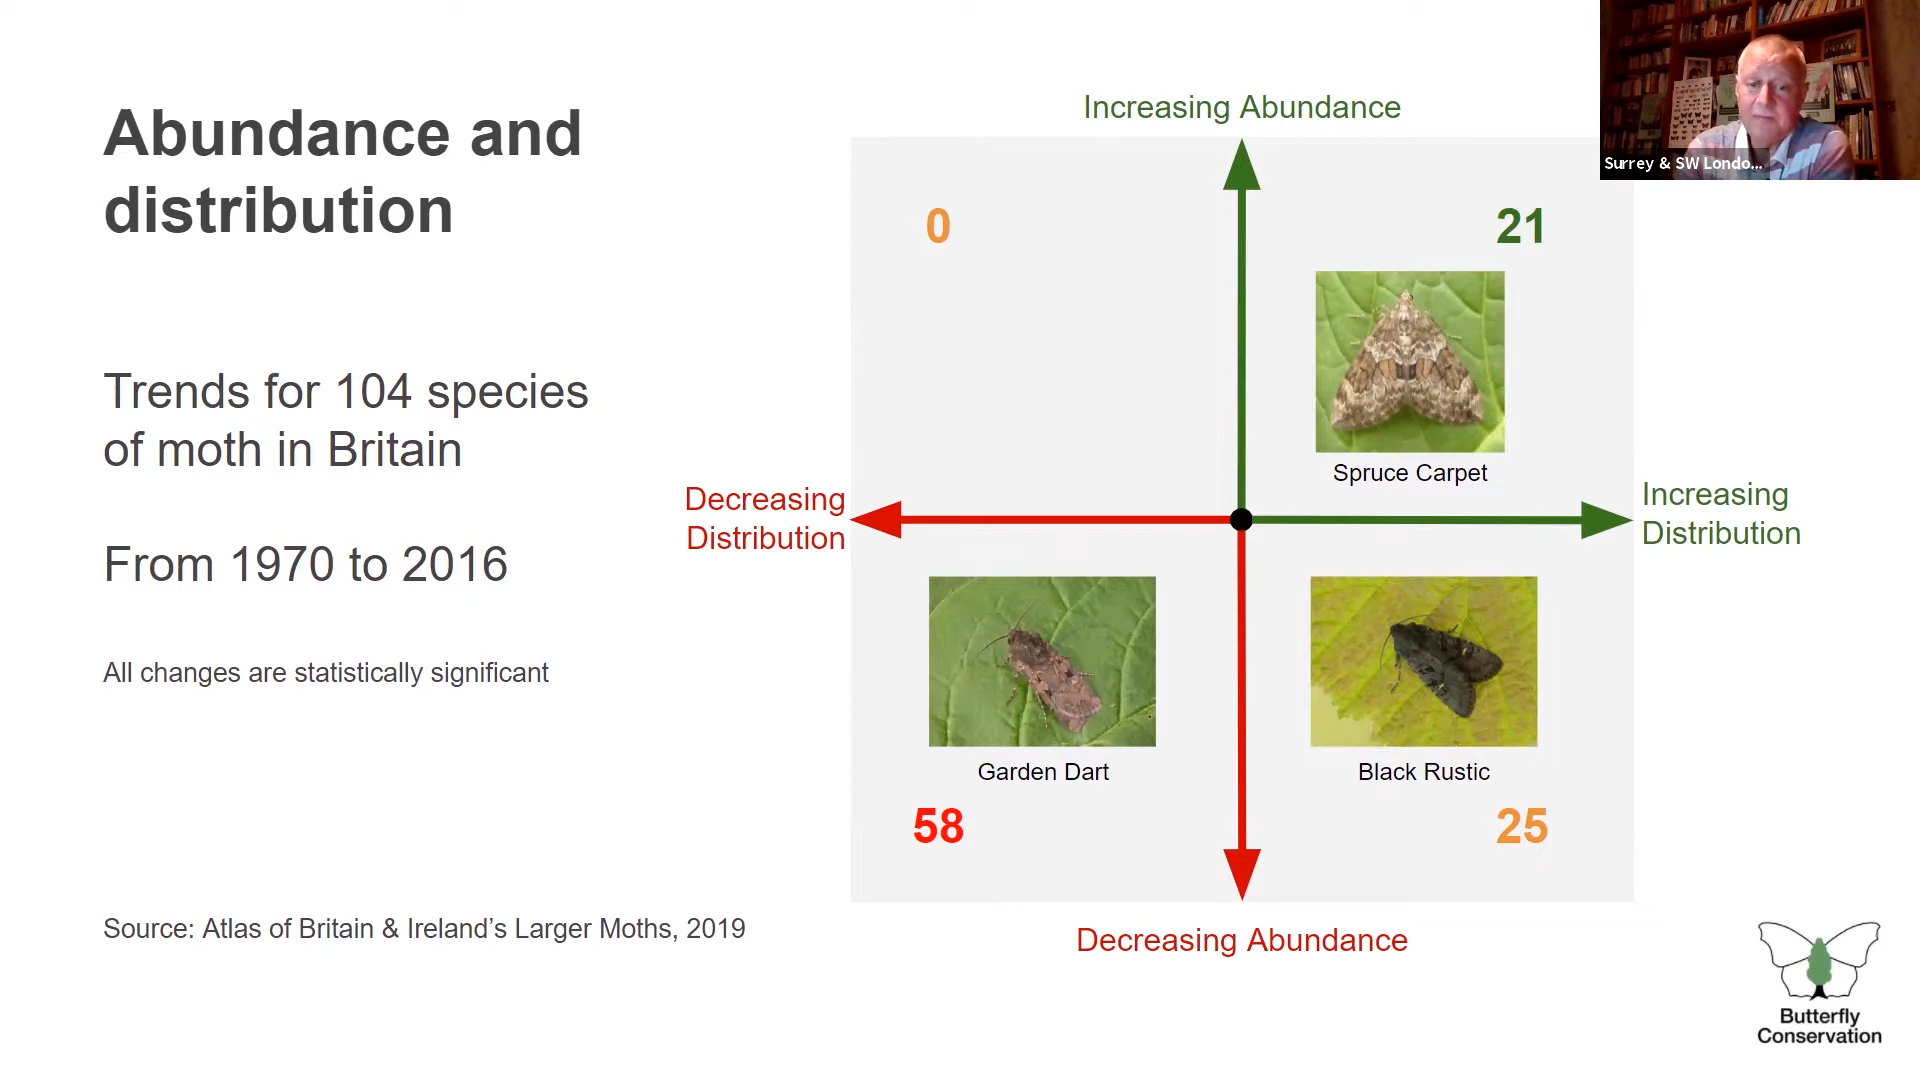 Abundance and
distribution
Trends for 104 species
of moth in Britain
From 1970 to 2016
All changes are statistically significant
Source: Atlas of Britain & Ireland’s Larger Moths, 2019
Increasing Abundance
0
21
Spruce Carpet
Decreasing
Distribution
Increasing
Distribution
Garden Dart
Black Rustic
58
25
Decreasing Abundance
Surrey & SW Londo...
Butterfly
Conservation